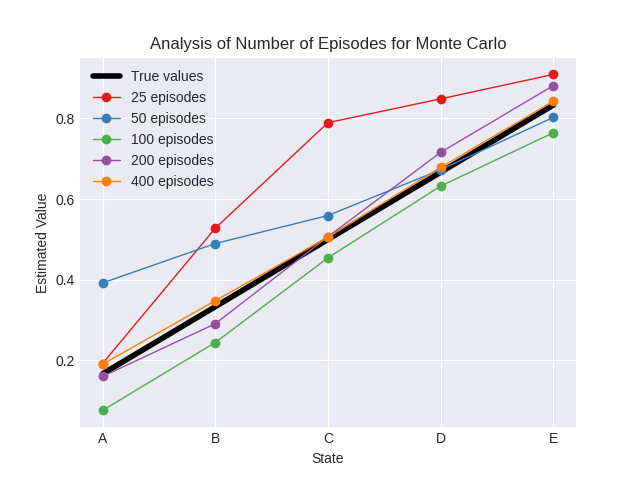 Analysis of Number of Episodes for Monte Carlo
True values
25 episodes
50 episodes
100 episodes
200 episodes
400 episodes
Estimated Value
0.8
0.6
0.4
0.2
A B C D E
State